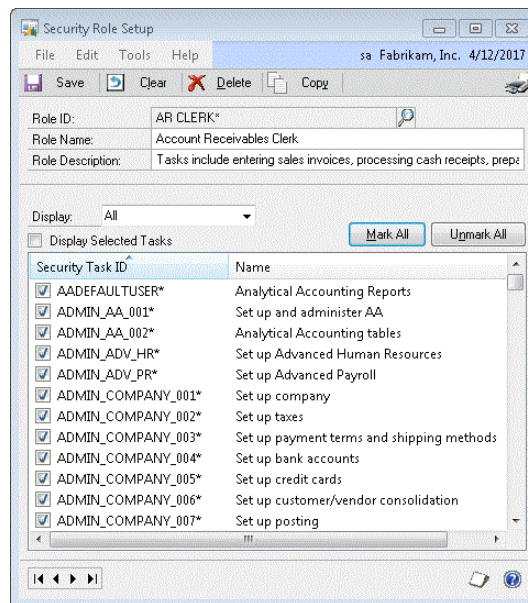 Security Role Setup
File Edit Tools Help sa Fabrikam, Inc. 4/12/2017
Save Clear Delete Copy
Role ID: AR CLERK*
Role Name: Account Receivables Clerk
Role Description: Tasks include entering sales invoices, processing cash receipts, prepa
Display: All
Display Selected Tasks Mark All Unmark All
Security Task ID Name
AADEFAULTUSER* Analytical Accounting Reports
ADMIN_AA_001* Set up and administer AA
ADMIN_AA_002* Analytical Accounting tables
ADMIN_ADV_HR* Set up Advanced Human Resources
ADMIN_ADV_PR* Set up Advanced Payroll
ADMIN_COMPANY_001* Set up company
ADMIN_COMPANY_002* Set up taxes
ADMIN_COMPANY_003* Set up payment terms and shipping methods
ADMIN_COMPANY_004* Set up bank accounts
ADMIN_COMPANY_005* Set up credit cards
ADMIN_COMPANY_006* Set up customer/vendor consolidation
ADMIN_COMPANY_007* Set up posting